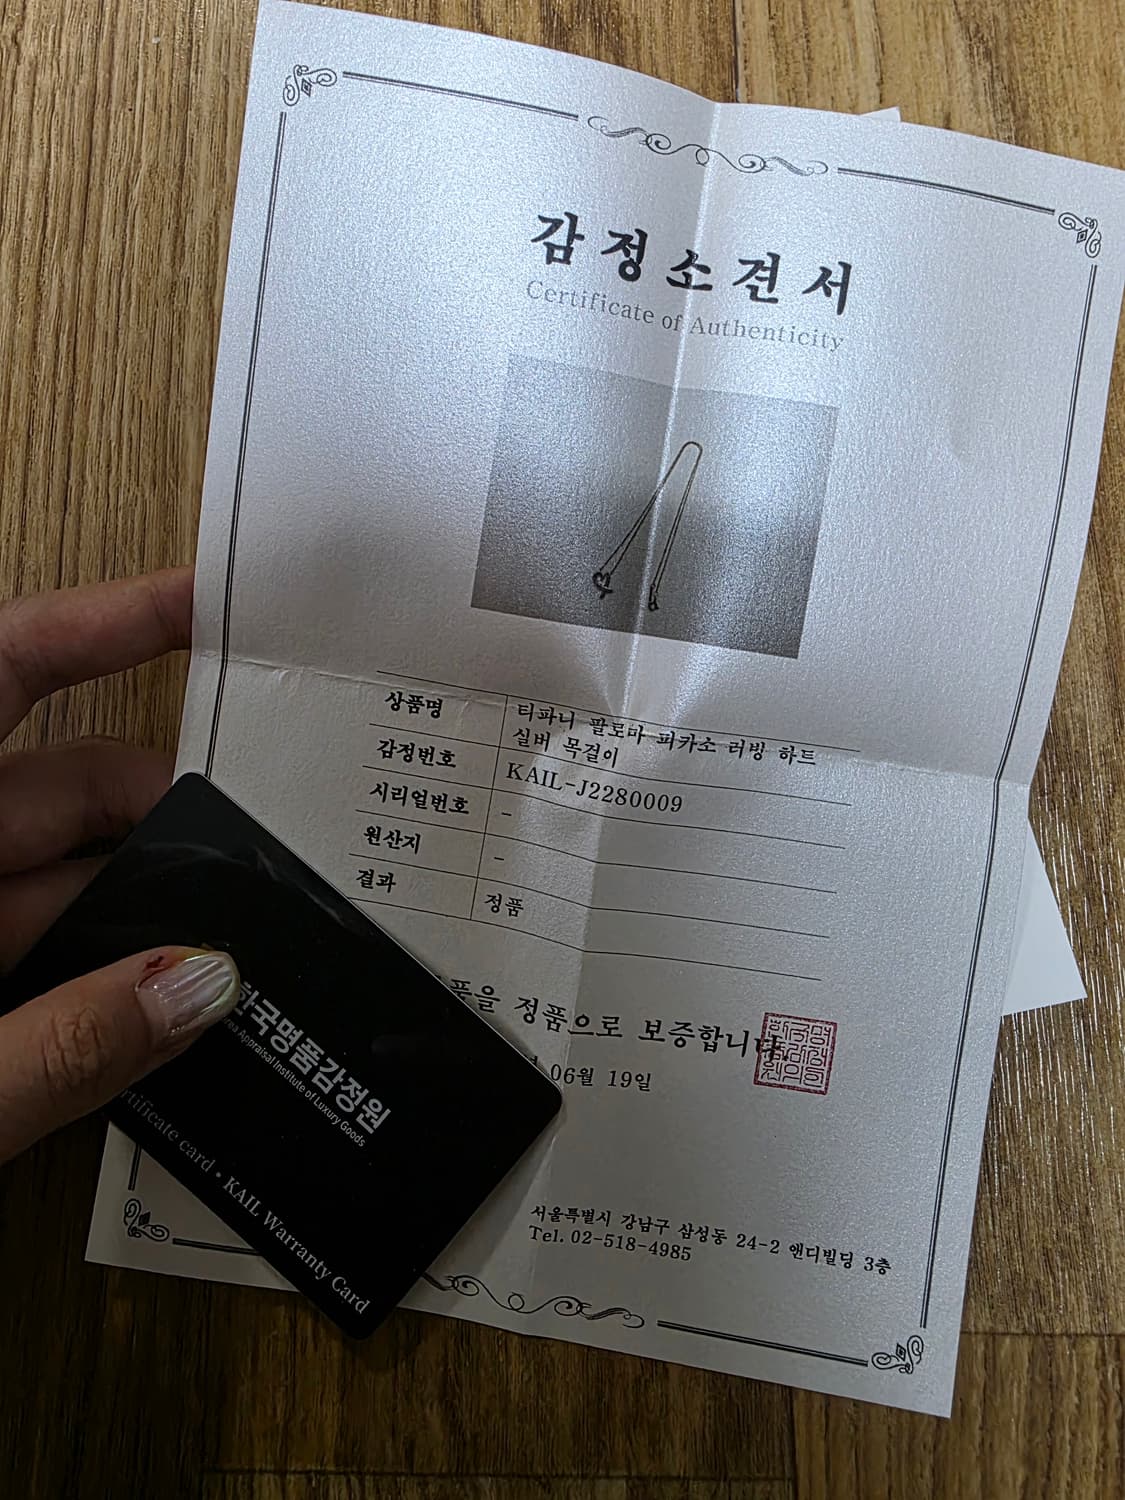 감정소견서
Certificate of Authenticity
상품명 티파니 팔로마 피카소 러빙 하트
실버 목걸이
감정번호 KAIL-J2280009
시리얼번호 -
원산지 -
결과 정품
품을 정품으로 보증합니다.
06월 19일
서울특별시 강남구 삼성동 24-2 앤디빌딩 3층
Tel. 02-518-4985
한국명품감정원
Appraisal Institute of Luxury Goods
card • KAIL Warranty Card